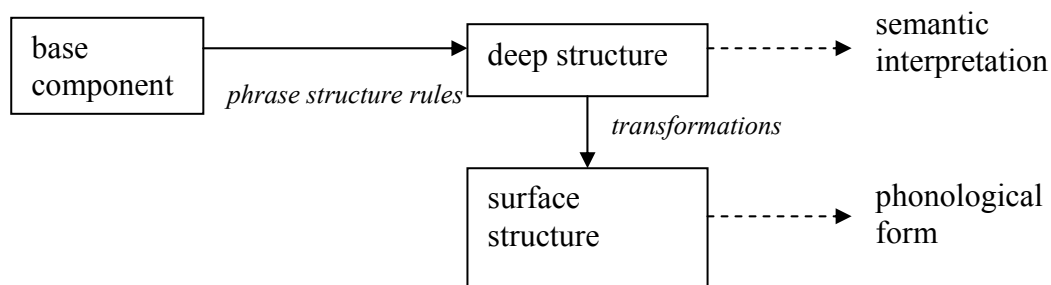 base
component
phrase structure rules
deep structure
semantic
interpretation
transformations
surface
structure
phonological
form